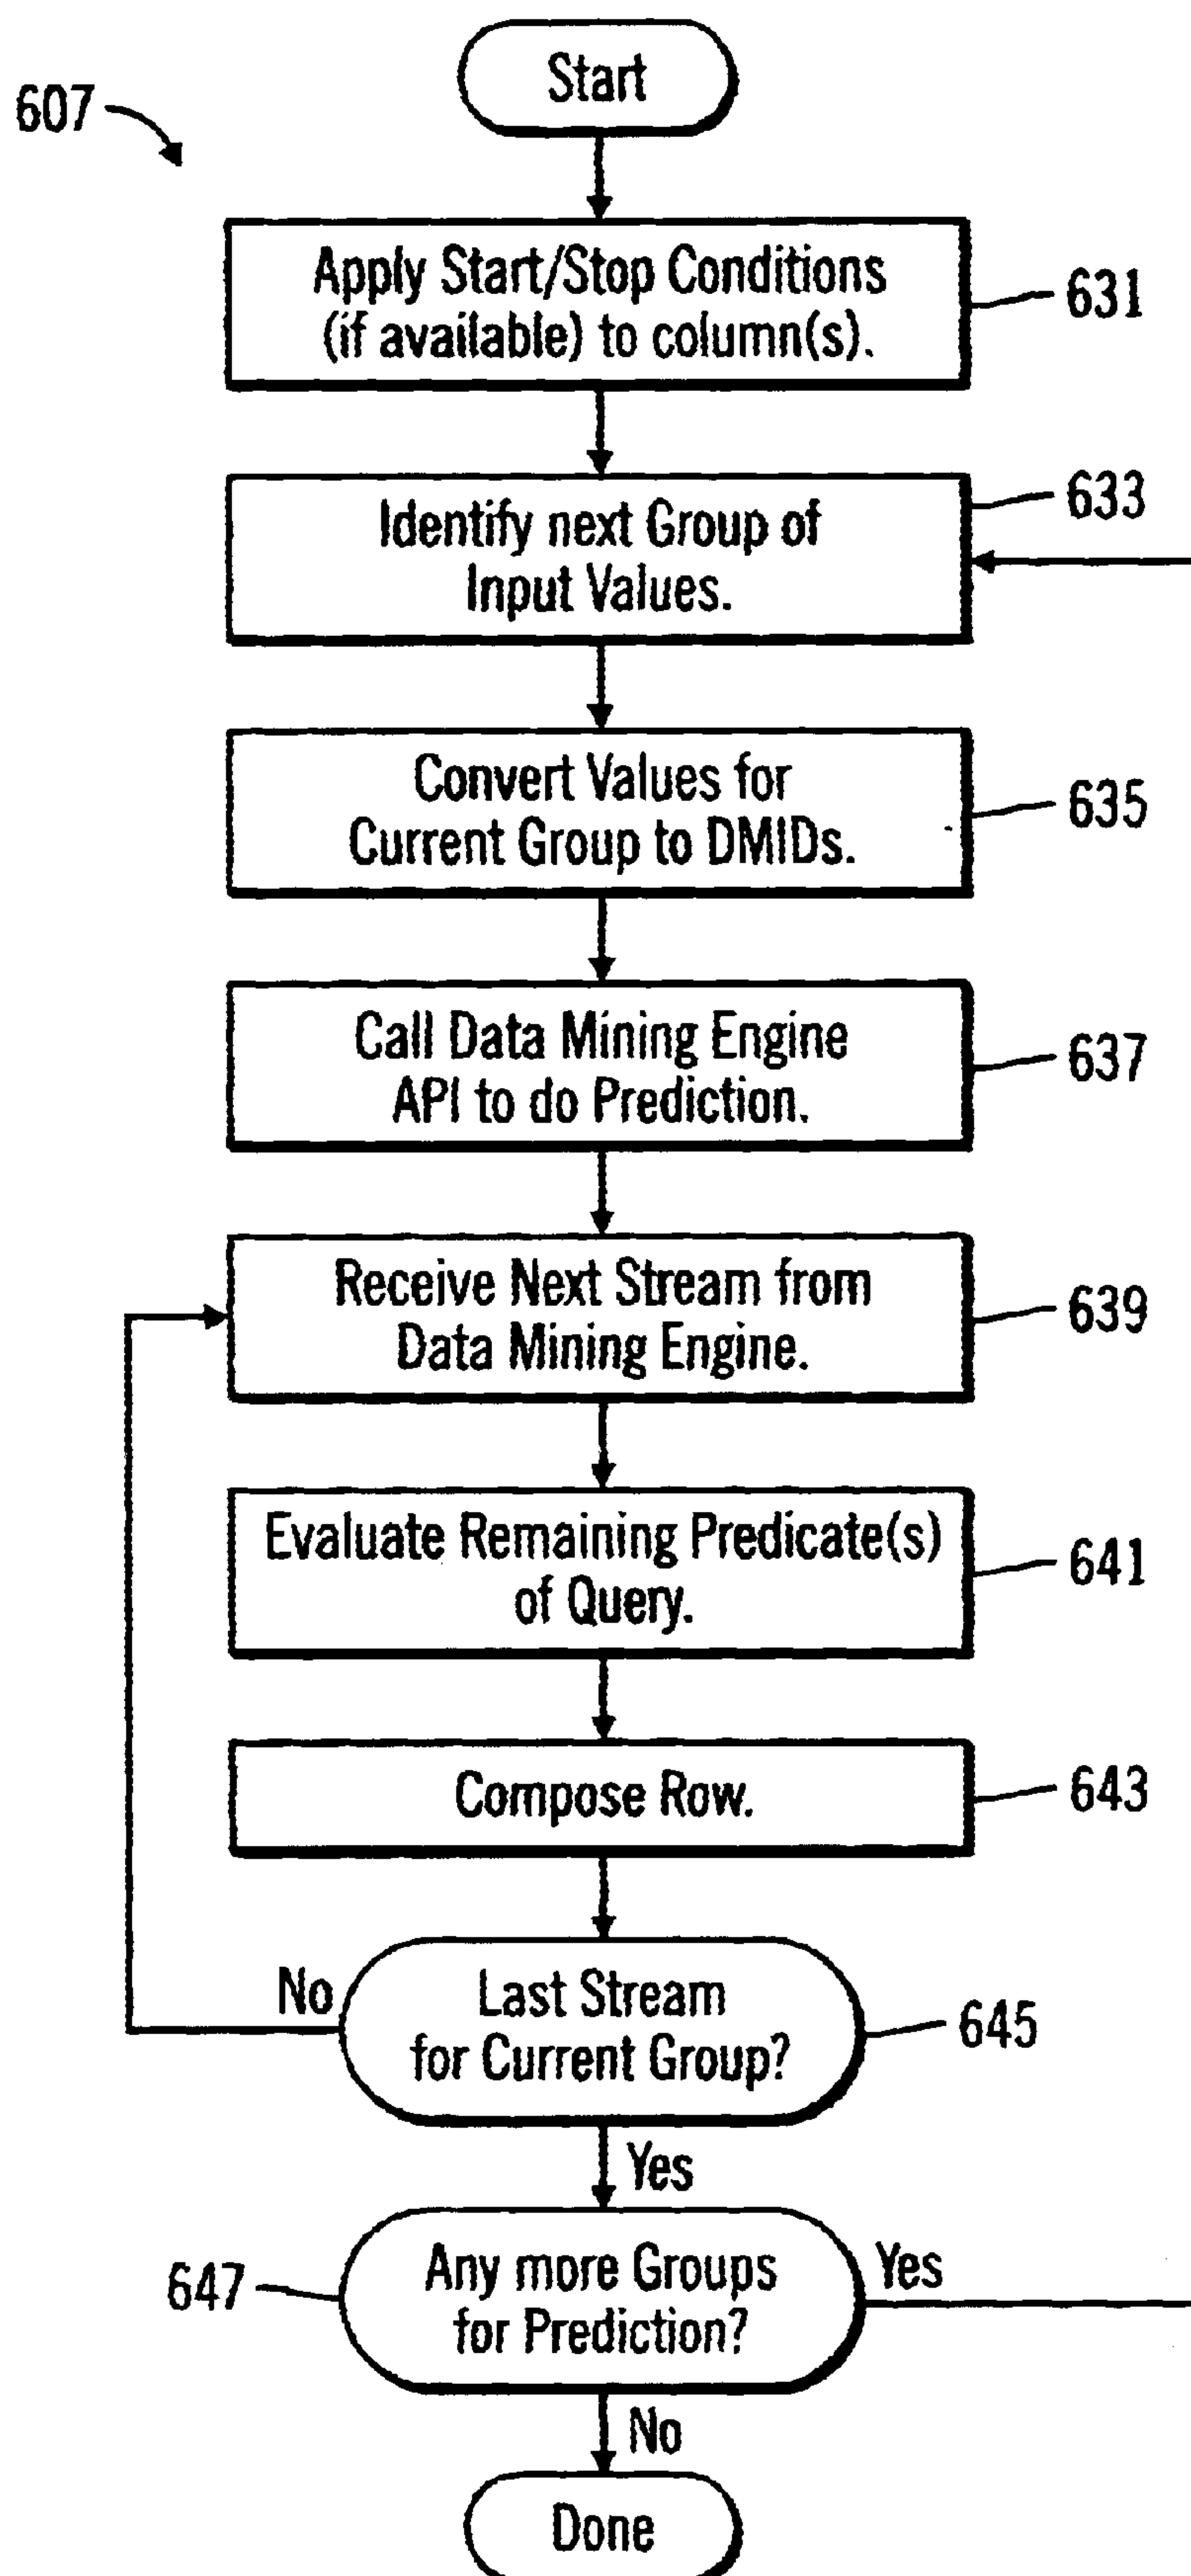 Start
607
Apply Start/Stop Conditions
(if available) to column(s).
631
Identify next Group of
Input Values.
633
Convert Values for
Current Group to DMIDs.
635
Call Data Mining Engine
API to do Prediction.
637
Receive Next Stream from
Data Mining Engine.
639
Evaluate Remaining Predicate(s)
of Query.
641
Compose Row.
643
No
Last Stream
for Current Group?
645
Yes
647
Any more Groups
for Prediction?
Yes
No
Done